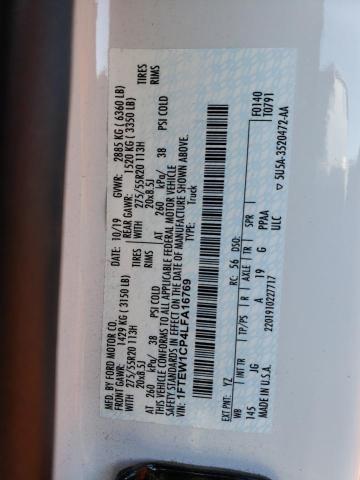 MFD. BY FORD MOTOR CO.
DATE: 10/19 GVWR: 2885 KG ( 6360 LB)
FRONT GAWR: 1429 KG ( 3150 LB) REAR GAWR: 1520 KG ( 3350 LB)
WITH 275/55R20 113H TIRES WITH 275/55R20 113H TIRES
20x8.5J RIMS 20x8.5J RIMS
AT 260 kPa/ 38 PSI COLD AT 260 kPa/ 38 PSI COLD
THIS VEHICLE CONFORMS TO ALL APPLICABLE FEDERAL MOTOR VEHICLE
SAFETY STANDARDS IN EFFECT ON THE DATE OF MANUFACTURE SHOWN ABOVE.
VIN: 1FTEW1CP4LFA16769 TYPE: Truck
F0140
T0791
EXT PNT: YZ RC: 56 DSO:
WB INT TR TP/PS R AXLE TR SPR
145 JG A 19 G PPAA
ULC
MADE IN U.S.A. 2201910227717
▽ 5U5A-3520472-AA